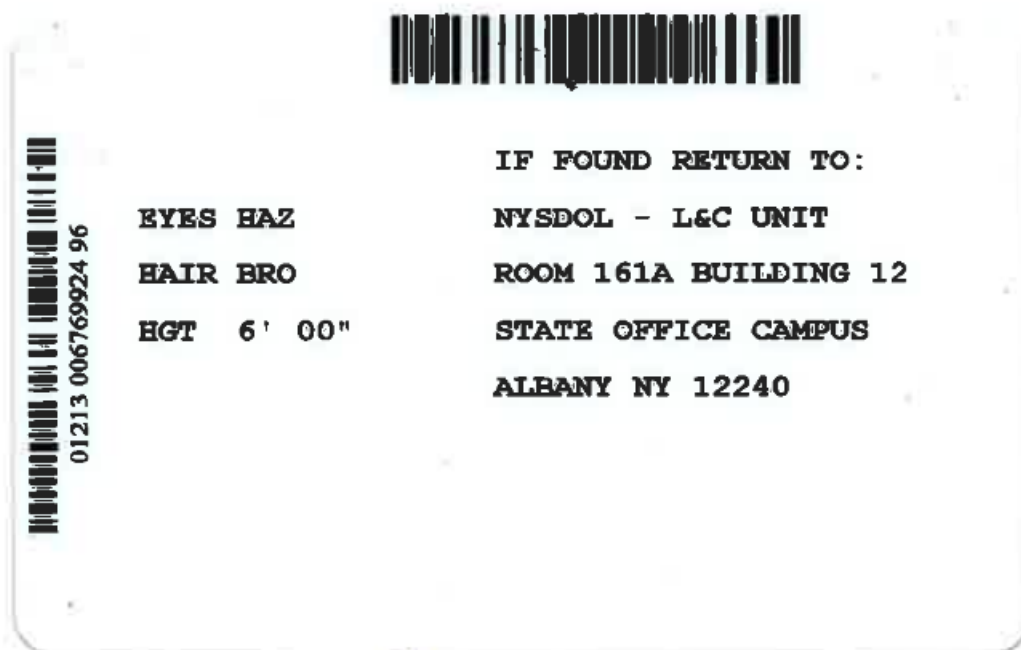 01213 006769924 96
EYES HAZ
HAIR BRO
HGT 6' 00"
IF FOUND RETURN TO:
NYSDOL - L&C UNIT
ROOM 161A BUILDING 12
STATE OFFICE CAMPUS
ALBANY NY 12240